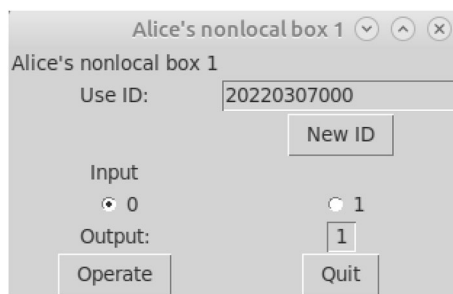 Alice's nonlocal box 1
Alice's nonlocal box 1
Use ID: 20220307000
New ID
Input
0 1
Output: 1
Operate Quit